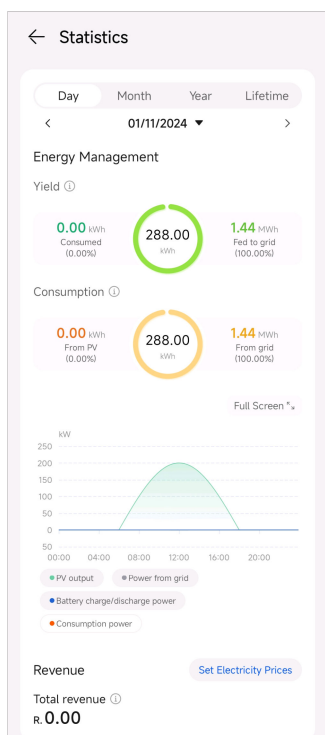 Statistics
Day Month Year Lifetime
< 01/11/2024 ▼ >
Energy Management
Yield
0.00 kWh
Consumed
(0.00%)
288.00
kWh
1.44 MWh
Fed to grid
(100.00%)
Consumption
0.00 kWh
From PV
(0.00%)
288.00
kWh
1.44 MWh
From grid
(100.00%)
Full Screen
kW
250
200
150
100
50
0
50
00:00 04:00 08:00 12:00 16:00 20:00
PV output Power from grid
Battery charge/discharge power
Consumption power
Revenue Set Electricity Prices
Total revenue
R. 0.00